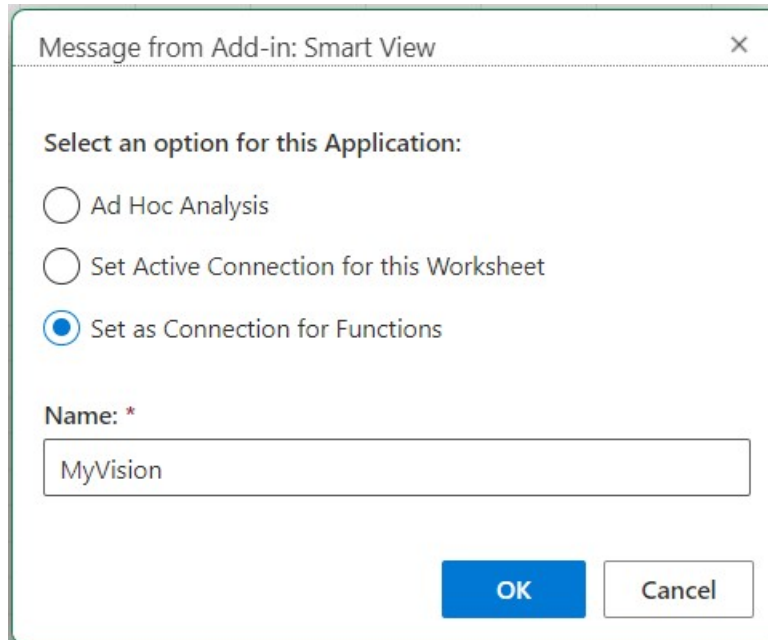 Message from Add-in: Smart View
Select an option for this Application:
Ad Hoc Analysis
Set Active Connection for this Worksheet
Set as Connection for Functions
Name: *
MyVision
OK
Cancel